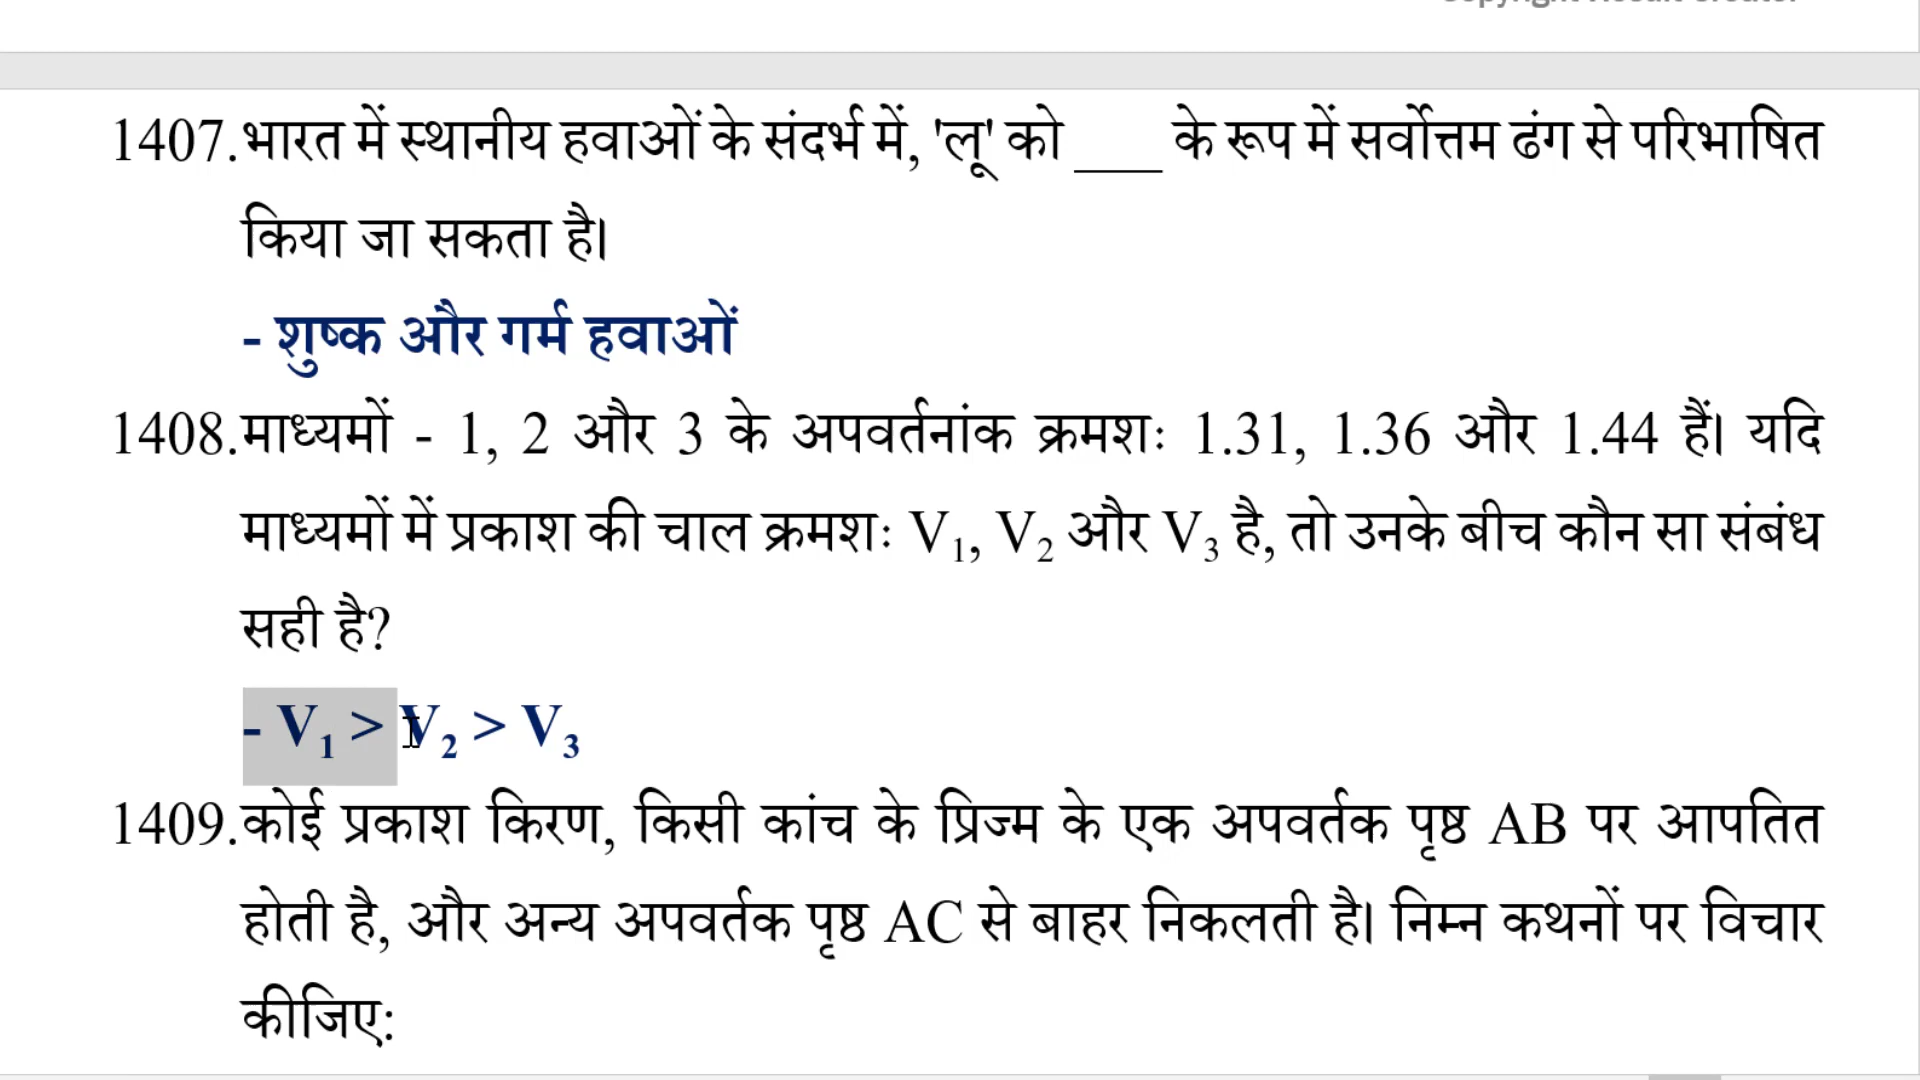 1407.भारत में स्थानीय हवाओं के संदर्भ में, 'लू' को ___ के रूप में सर्वोत्तम ढंग से परिभाषित
किया जा सकता है।
- शुष्क और गर्म हवाओं
1408.माध्यमों - 1, 2 और 3 के अपवर्तनांक क्रमशः 1.31, 1.36 और 1.44 हैं। यदि
माध्यमों में प्रकाश की चाल क्रमशः V₁, V₂ और V₃ है, तो उनके बीच कौन सा संबंध
सही है?
- V₁ > V₂ > V₃
1409.कोई प्रकाश किरण, किसी कांच के प्रिज्म के एक अपवर्तक पृष्ठ AB पर आपतित
होती है, और अन्य अपवर्तक पृष्ठ AC से बाहर निकलती है। निम्न कथनों पर विचार
कीजिए: